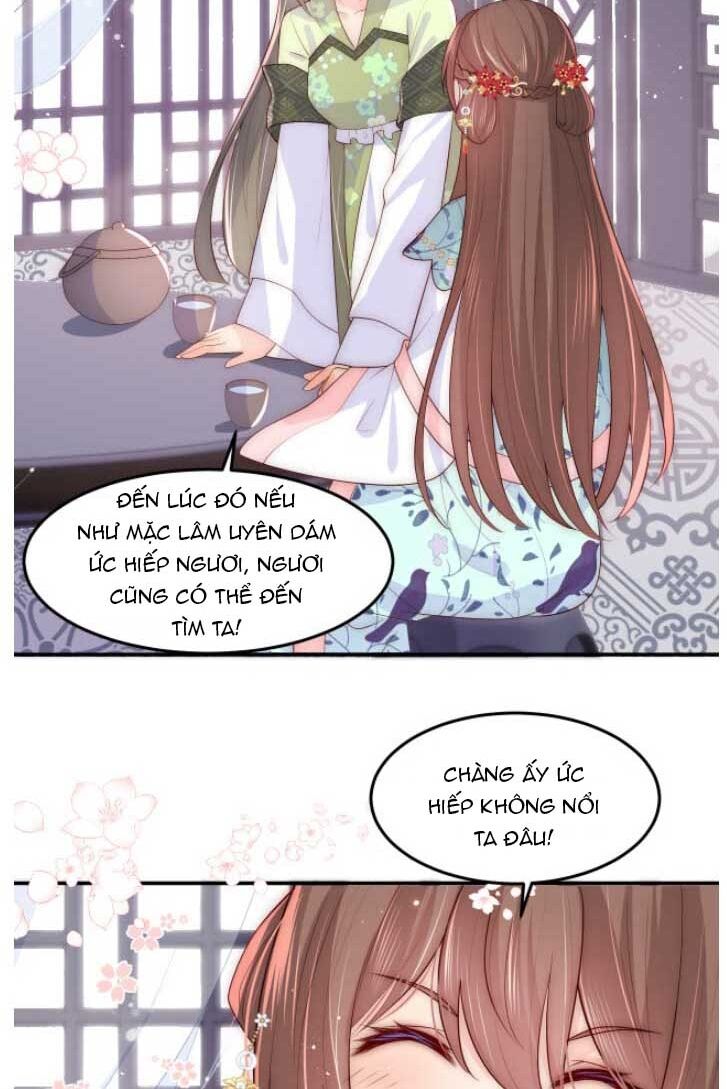 ĐẾN LÚC ĐÓ NẾU
NHƯ MẶC LÂM UYÊN DÁM
ỨC HIẾP NGƯƠI, NGƯƠI
CŨNG CÓ THỂ ĐẾN
TÌM TA!
CHÀNG ẤY ỨC
HIẾP KHÔNG NỔI
TA ĐÂU!